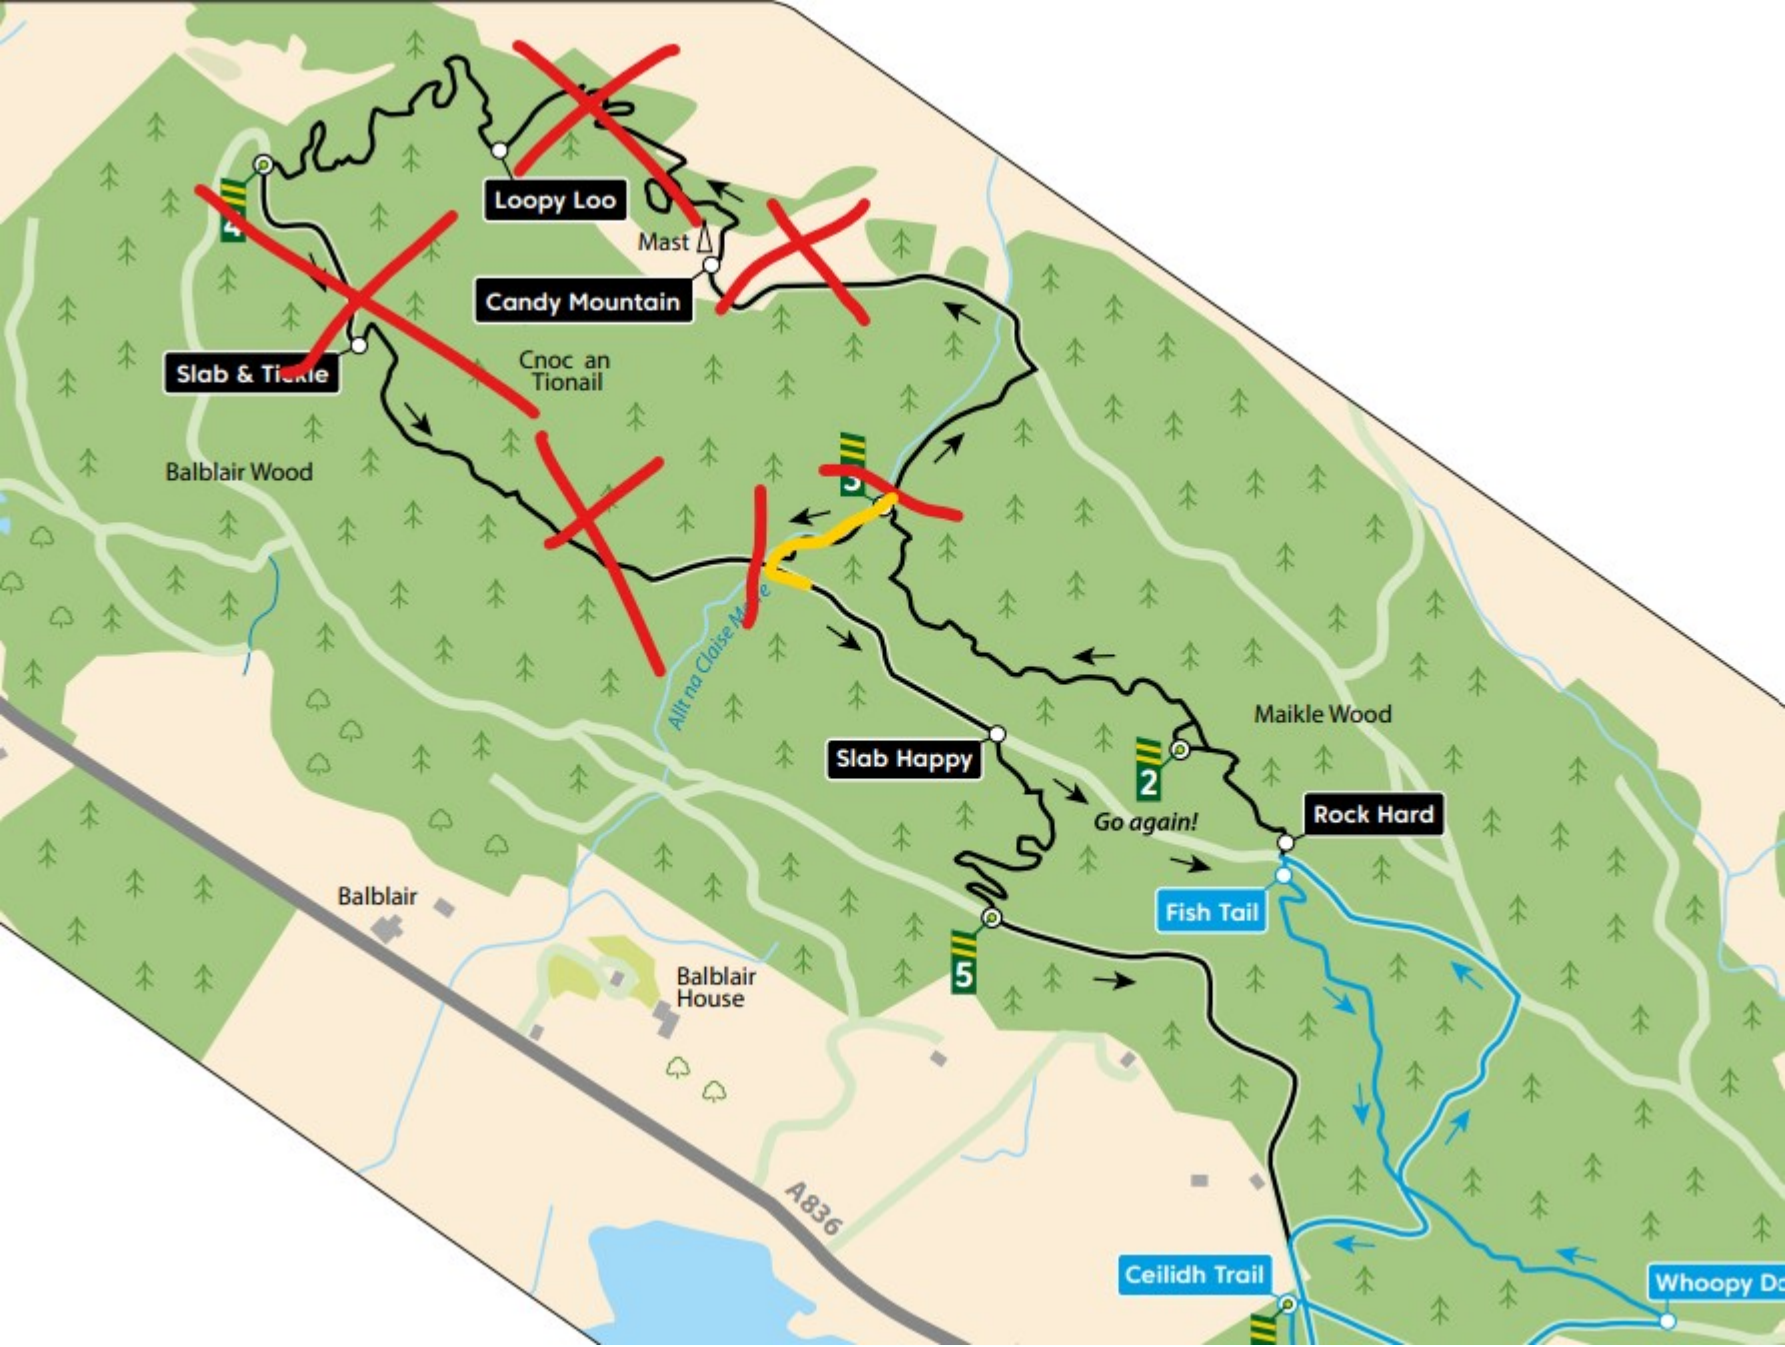 4
Loopy Loo
Mast
Candy Mountain
Slab & Tickle
Cnoc an
Tionail
Balblair Wood
3
Allt na Claise Moire
Maikle Wood
Slab Happy
2
Go again!
Rock Hard
Fish Tail
Balblair
Balblair
House
5
A836
Ceilidh Trail
Whoopy Do